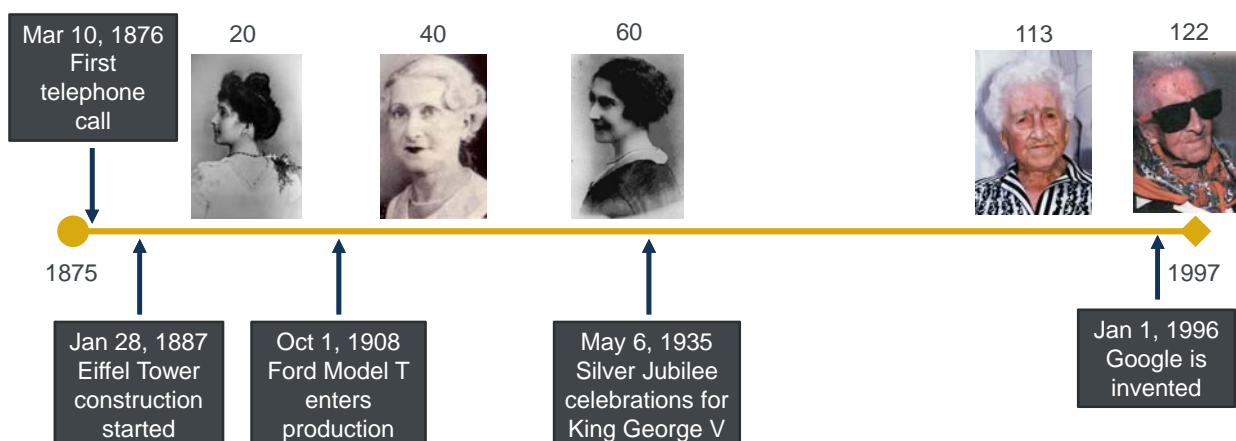 Mar 10, 1876
First
telephone
call
20
40
60
113
122
1875
1997
Jan 28, 1887
Eiffel Tower
construction
started
Oct 1, 1908
Ford Model T
enters
production
May 6, 1935
Silver Jubilee
celebrations for
King George V
Jan 1, 1996
Google is
invented